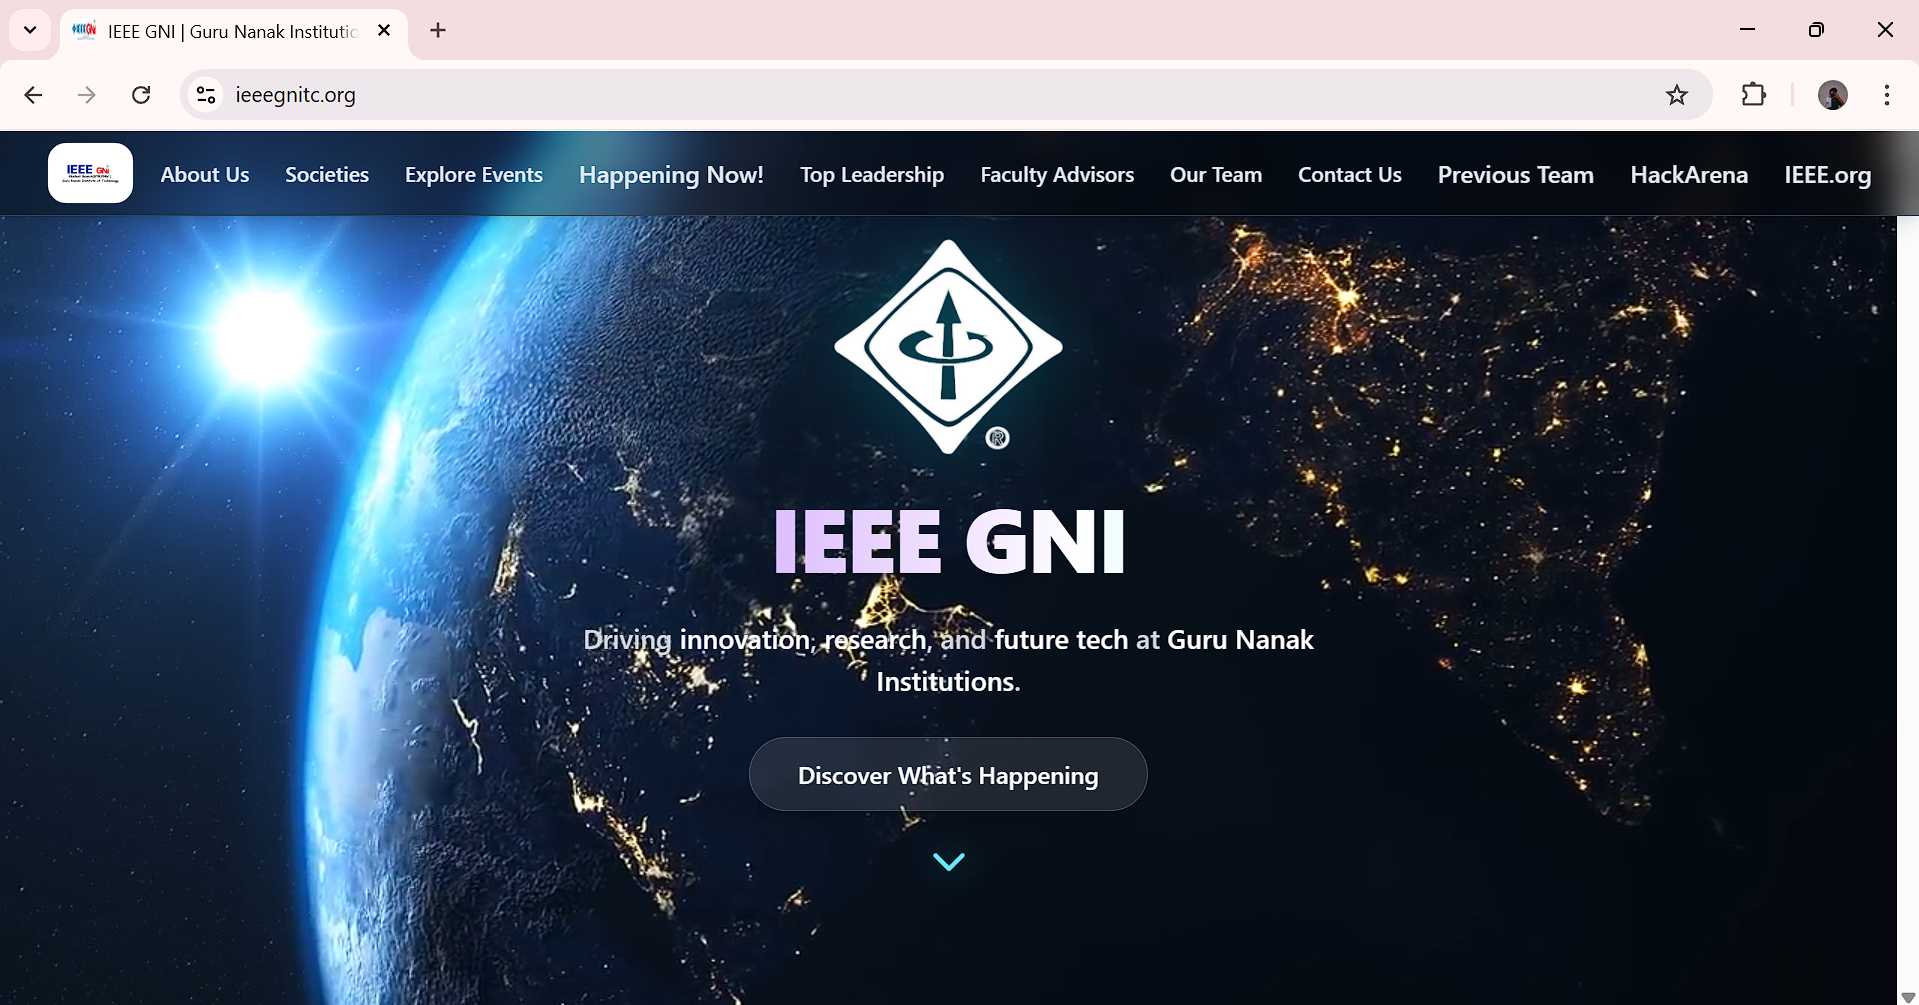 IEEE GNI | Guru Nanak Institutio
ieeegnitc.org
IEEE GNI
About Us
Societies
Explore Events
Happening Now!
Top Leadership
Faculty Advisors
Our Team
Contact Us
Previous Team
HackArena
IEEE.org
®
IEEE GNI
Driving innovation, research, and future tech at Guru Nanak
Institutions.
Discover What's Happening